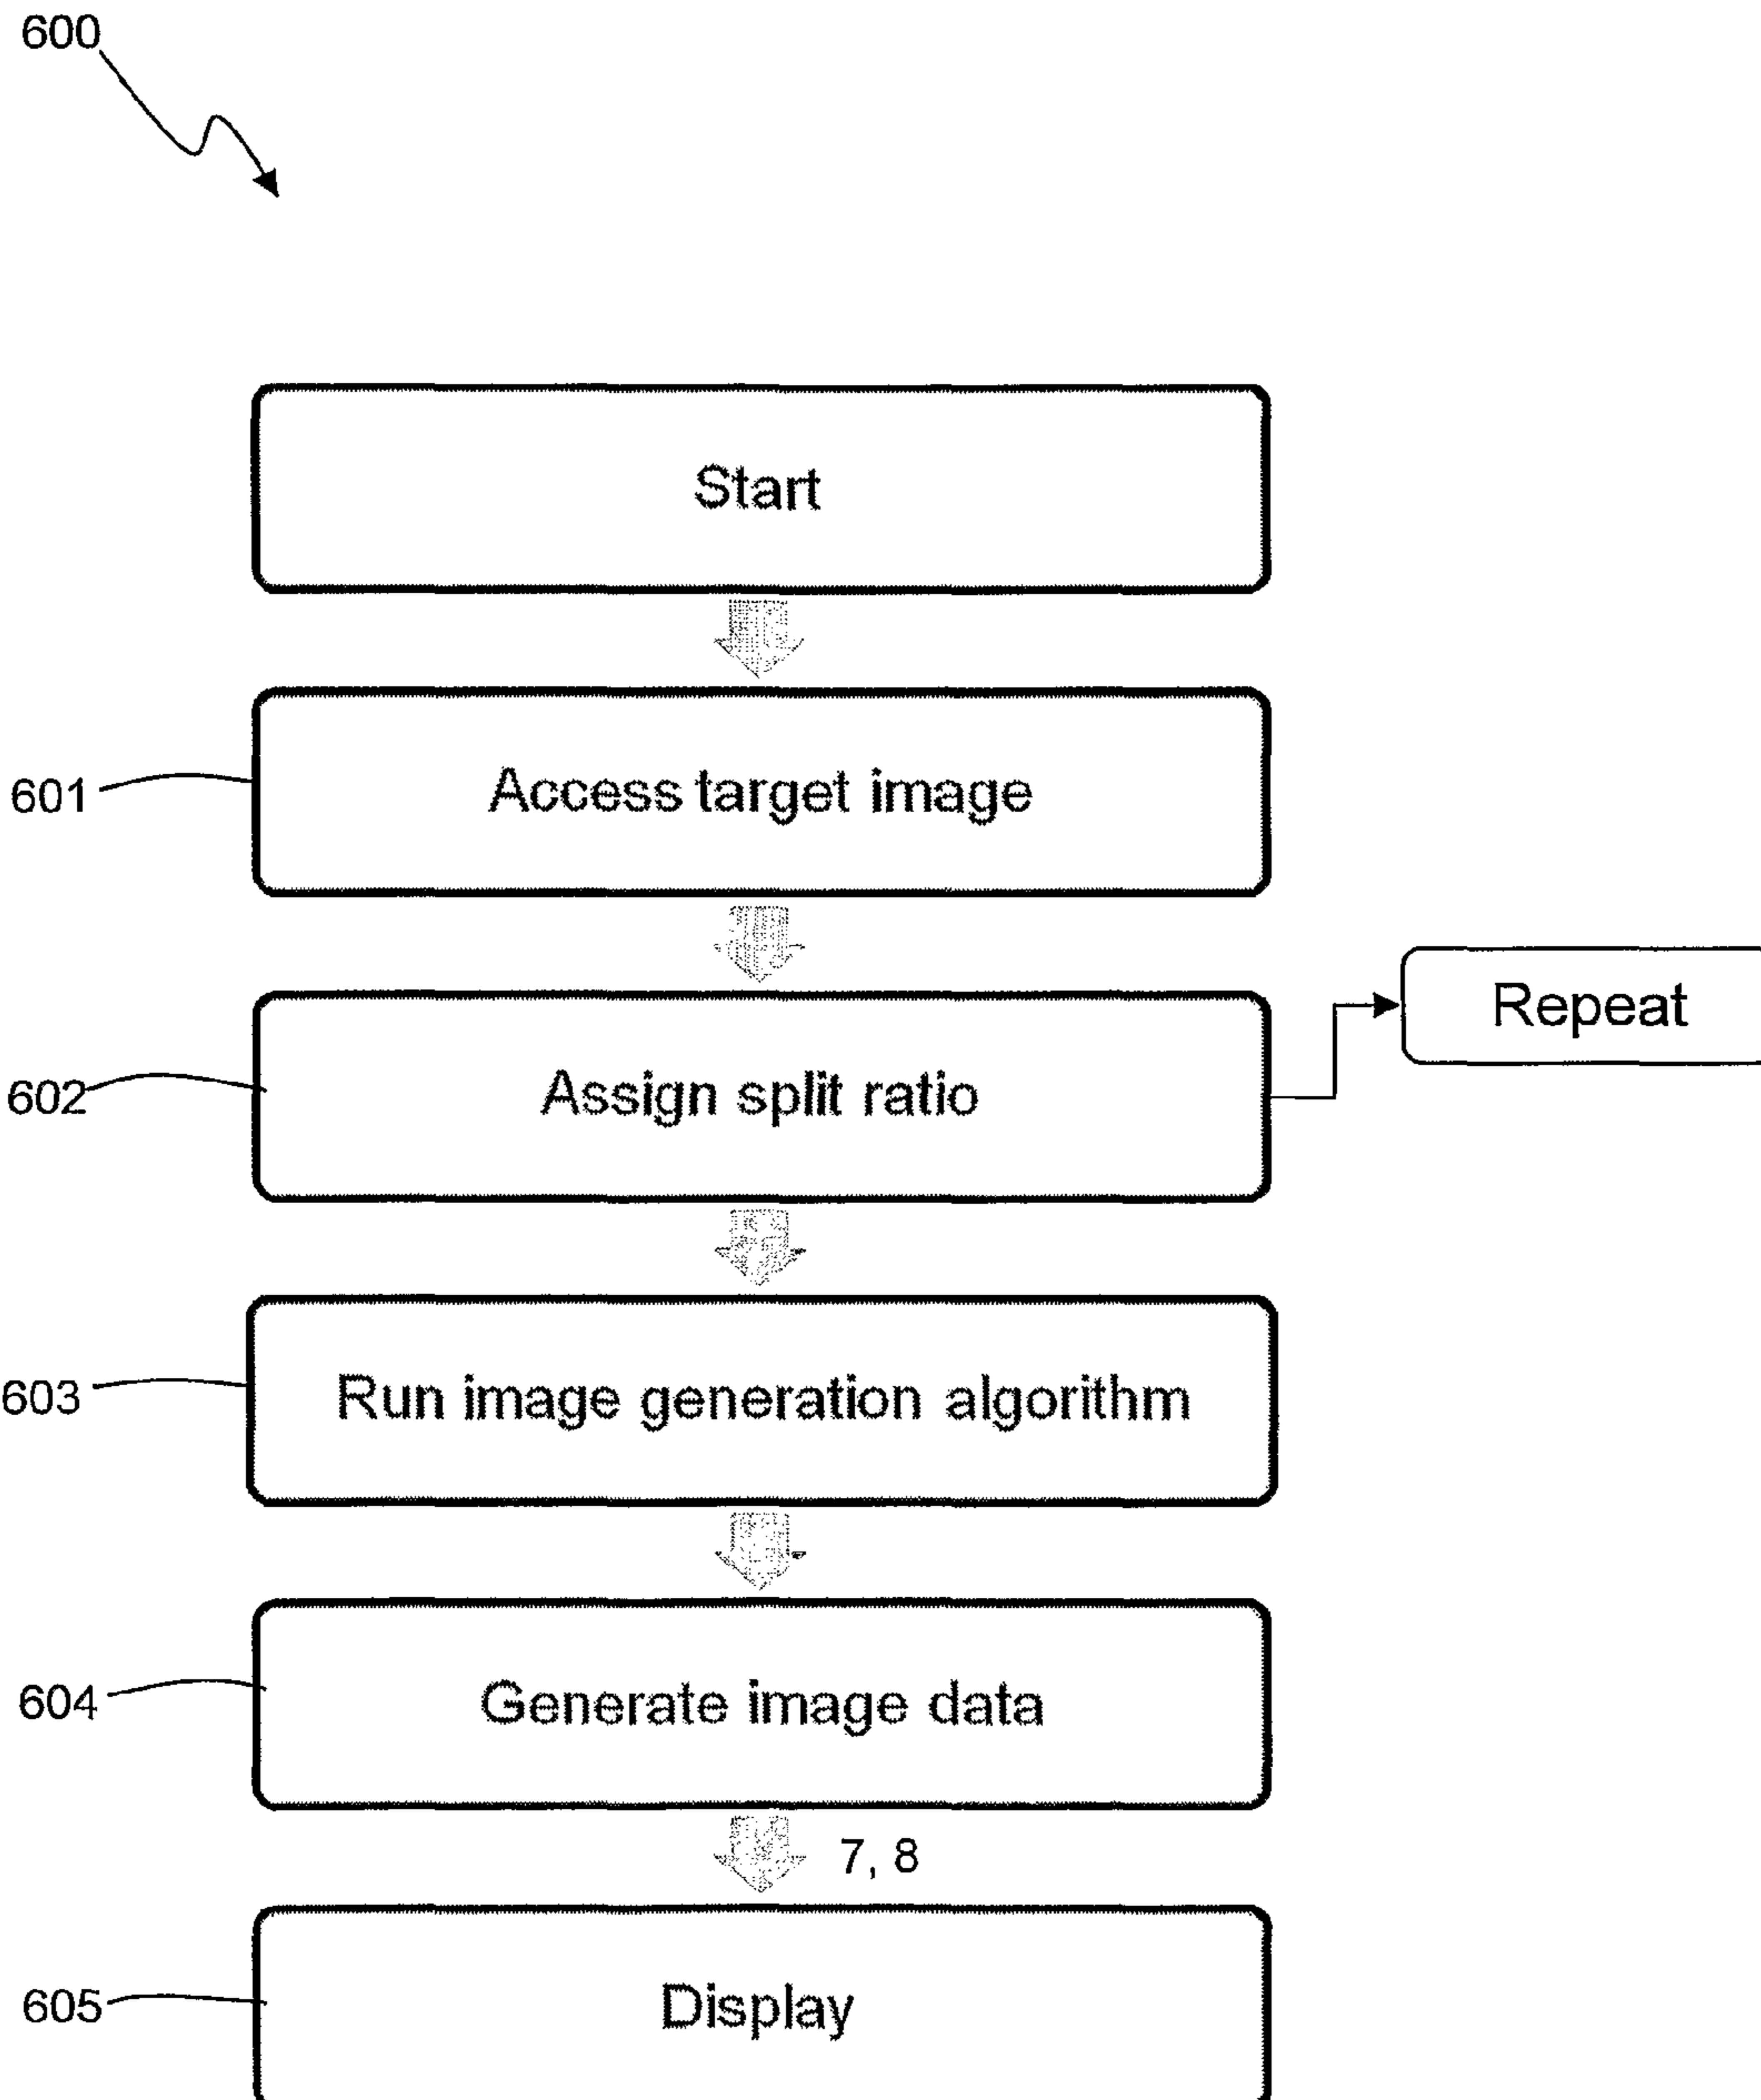 600
Start
601
Access target image
602
Assign split ratio
Repeat
603
Run image generation algorithm
604
Generate image data
7, 8
605
Display